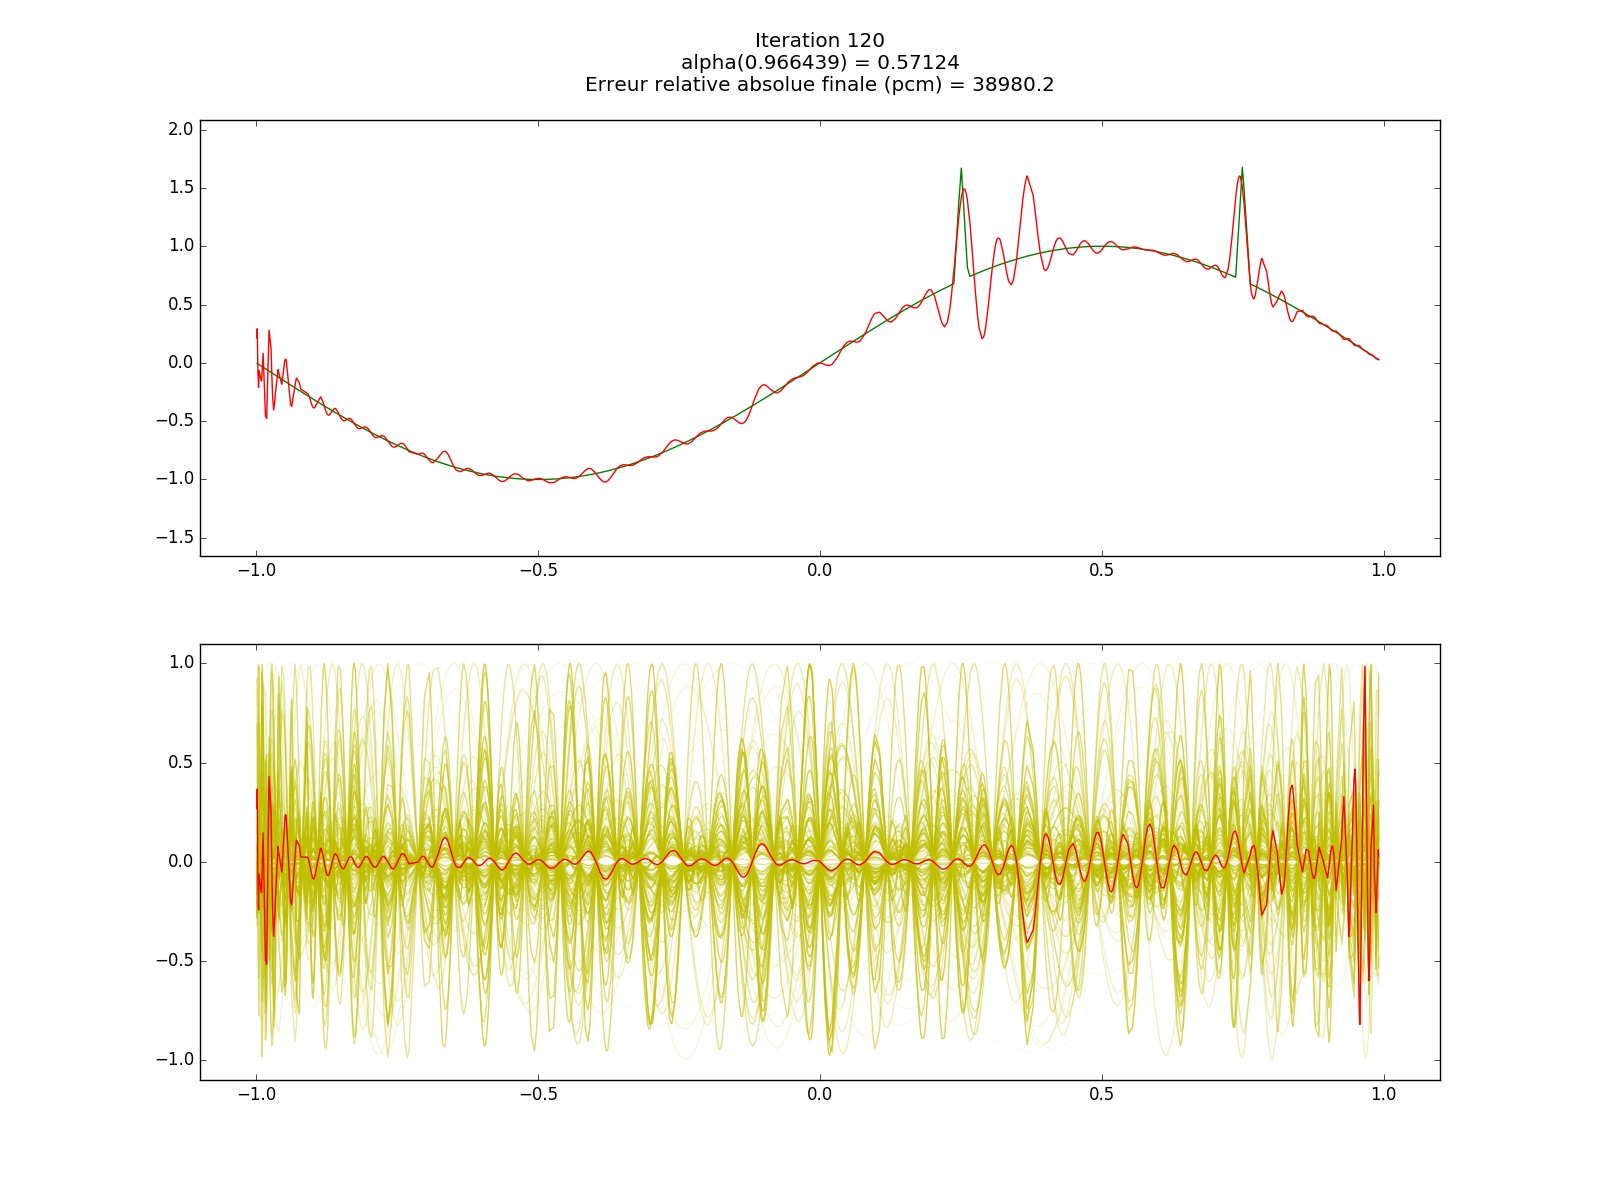 Iteration 120
alpha(0.966439) = 0.57124
Erreur relative absolue finale (pcm) = 38980.2
2.0
1.5
1.0
0.5
0.0
−0.5
−1.0
−1.5
−1.0 −0.5 0.0 0.5 1.0
1.0
0.5
0.0
−0.5
−1.0
−1.0 −0.5 0.0 0.5 1.0